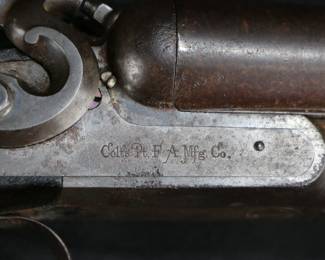 Colt's Pt. F. A. Mfg. Co.